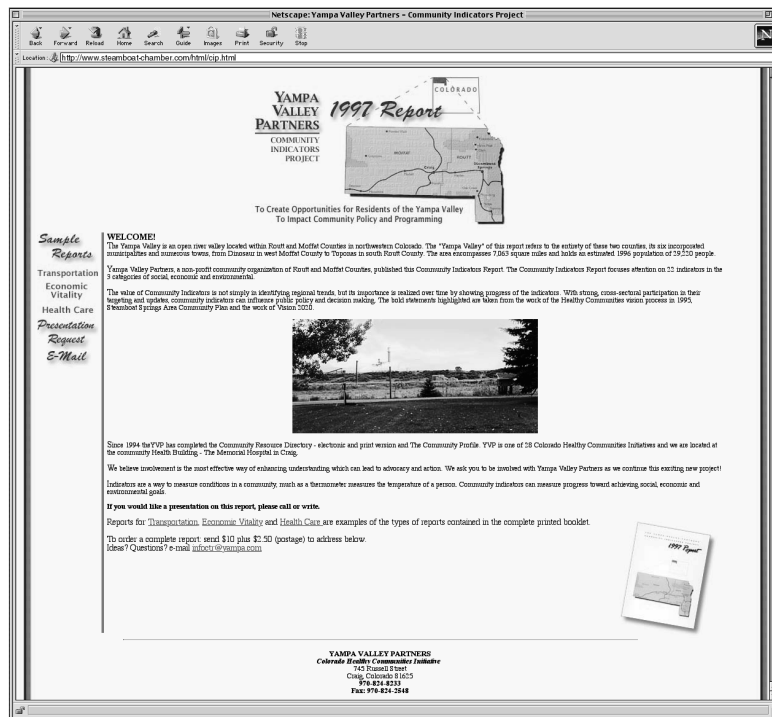 Netscape: Yampa Valley Partners – Community Indicators Project
Back Forward Reload Home Search Guide Images Print Security Stop
Location: http://www.steamboat-chamber.com/html/cip.html
YAMPA
VALLEY
PARTNERS
COMMUNITY
INDICATORS
PROJECT
1997 Report
COLORADO
MOFFAT
ROUTT
Craig
Steamboat
Springs
To Create Opportunities for Residents of the Yampa Valley
To Impact Community Policy and Programming
Sample
Reports
Transportation
Economic
Vitality
Health Care
Presentation
Request
E-Mail
WELCOME!
The Yampa Valley is an open river valley located within Routt and Moffat Counties in northwestern Colorado. The "Yampa Valley" of this report refers to the entirety of these two counties, its six incorporated
municipalities and numerous towns, from Dinosaur in west Moffat County to Toponas in south Routt County. The area encompasses 7,063 square miles and holds an estimated 1996 population of 29,220 people.
Yampa Valley Partners, a non-profit community organization of Routt and Moffat Counties, published this Community Indicators Report. The Community Indicators Report focuses attention on 22 indicators in the
3 categories of social, economic and environmental.
The value of Community Indicators is not simply in identifying regional trends, but its importance is realized over time by showing progress of the indicators. With strong, cross-sectoral participation in their
targeting and updates, community indicators can influence public policy and decision making. The bold statements highlighted are taken from the work of the Healthy Communities vision process in 1995,
Steamboat Springs Area Community Plan and the work of Vision 2020.
Since 1994 theYVP has completed the Community Resource Directory - electronic and print version and The Community Profile. YVP is one of 28 Colorado Healthy Communities Initiatives and we are located at
the community Health Building - The Memorial Hospital in Craig.
We believe involvement is the most effective way of enhancing understanding which can lead to advocacy and action. We ask you to be involved with Yampa Valley Partners as we continue this exciting new project!
Indicators are a way to measure conditions in a community, much as a thermometer measures the temperature of a person. Community indicators can measure progress toward achieving social, economic and
environmental goals.
If you would like a presentation on this report, please call or write.
Reports for Transportation, Economic Vitality and Health Care are examples of the types of reports contained in the complete printed booklet.
To order a complete report: send $10 plus $2.50 (postage) to address below.
Ideas? Questions? e-mail infoctr@yampa.com
1997 Report
YAMPA VALLEY PARTNERS
Colorado Healthy Communities Initiative
745 Russell Street
Craig, Colorado 81625
970-824-8233
Fax: 970-824-2548